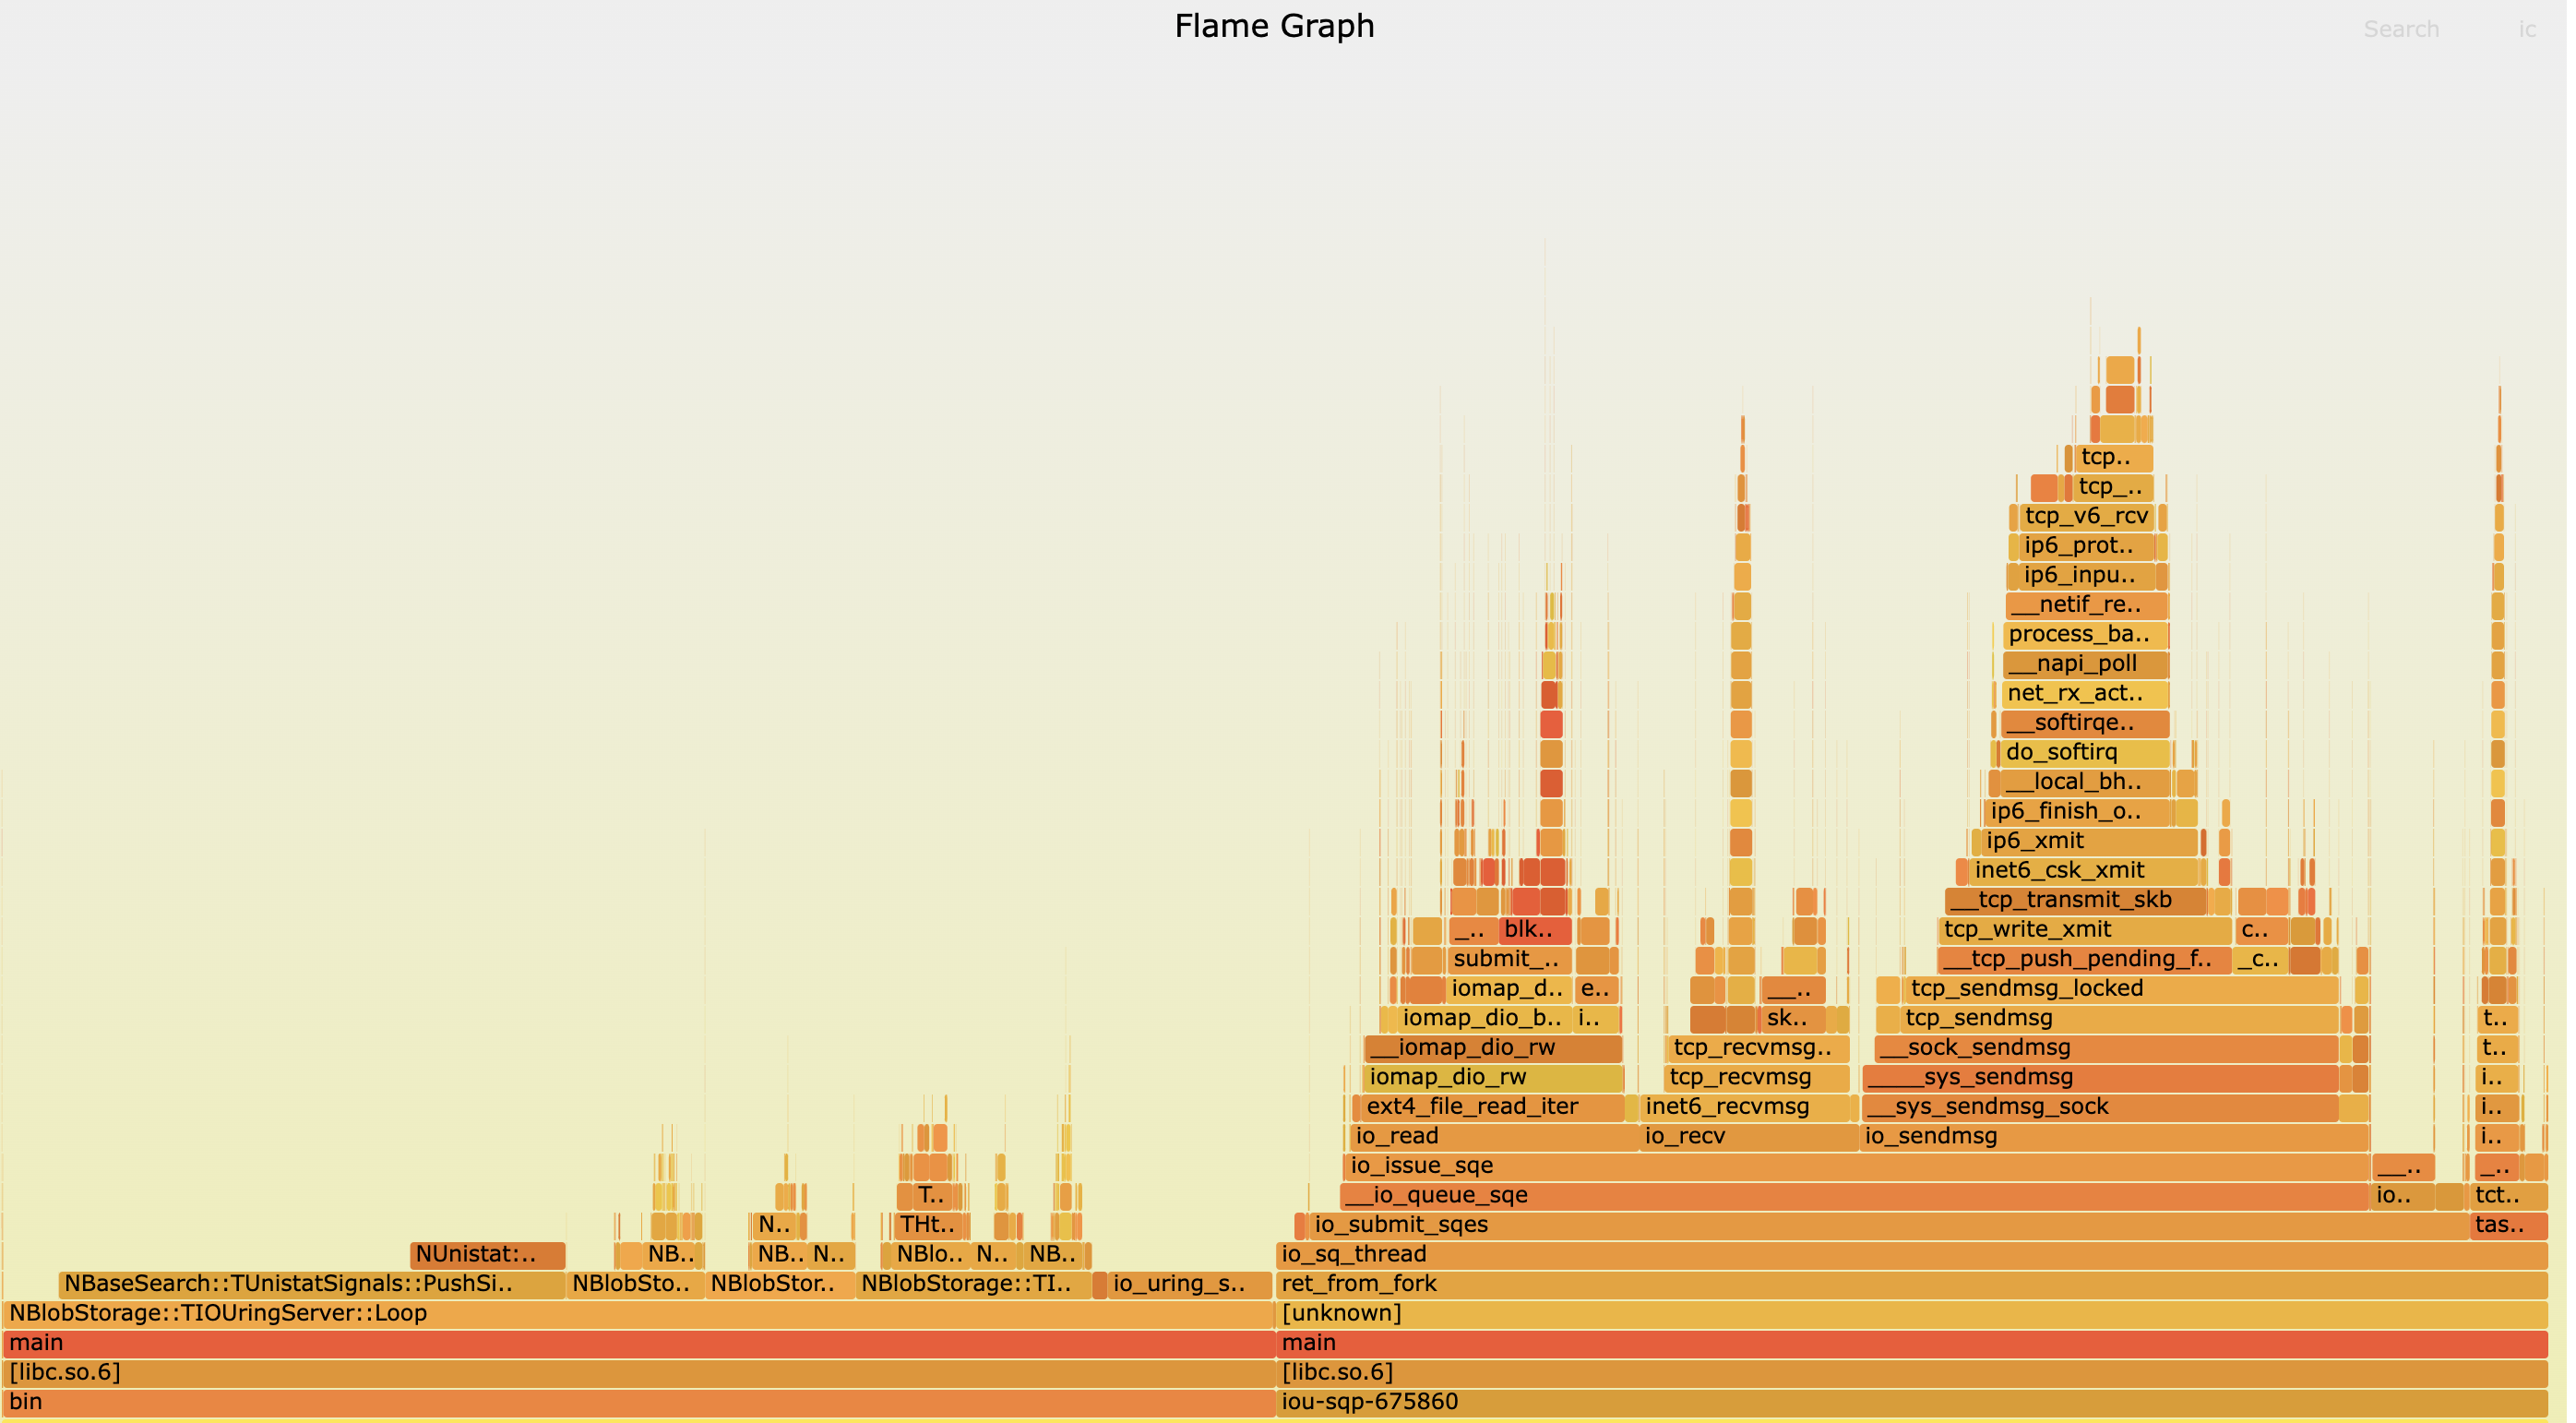 Flame Graph
Search ic
tcp..
tcp_..
tcp_v6_rcv
ip6_prot..
ip6_inpu..
__netif_re..
process_ba..
__napi_poll
net_rx_act..
__softirqe..
do_softirq
__local_bh..
ip6_finish_o..
ip6_xmit
inet6_csk_xmit
__tcp_transmit_skb
_.. blk.. tcp_write_xmit c..
submit_.. __tcp_push_pending_f.. _c..
iomap_d.. e.. __.. tcp_sendmsg_locked
iomap_dio_b.. i.. sk.. tcp_sendmsg t..
__iomap_dio_rw tcp_recvmsg.. __sock_sendmsg t..
iomap_dio_rw tcp_recvmsg ____sys_sendmsg i..
ext4_file_read_iter inet6_recvmsg __sys_sendmsg_sock i..
io_read io_recv io_sendmsg i..
io_issue_sqe __.. _..
T.. __io_queue_sqe io.. tct..
N.. THt.. io_submit_sqes tas..
NUnistat:.. NB.. NB.. N.. NBlo.. N.. NB.. io_sq_thread
NBaseSearch::TUnistatSignals::PushSi.. NBlobSto.. NBlobStor.. NBlobStorage::TI.. io_uring_s.. ret_from_fork
NBlobStorage::TIOUringServer::Loop [unknown]
main main
[libc.so.6] [libc.so.6]
bin iou-sqp-675860